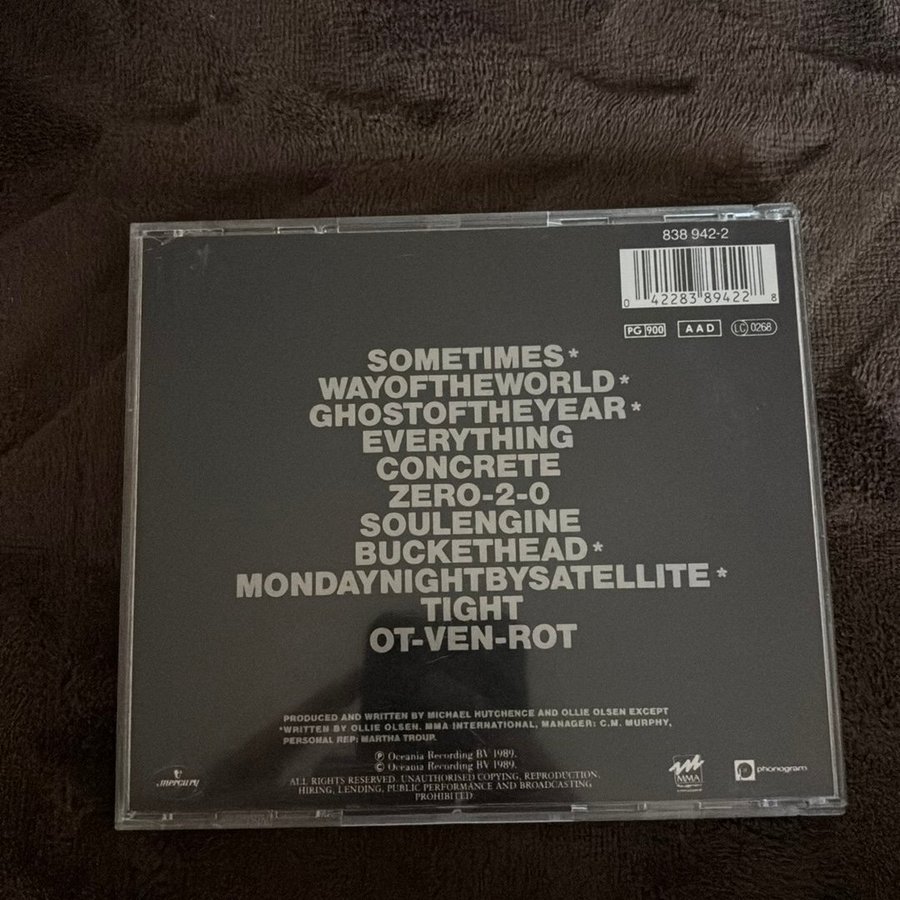 838 942-2
0 42283 89422 8
PG 900 AAD LC 0268
SOMETIMES*
WAYOFTHEWORLD*
GHOSTOFTHEYEAR*
EVERYTHING
CONCRETE
ZERO-2-0
SOULENGINE
BUCKETHEAD*
MONDAYNIGHTBYSATELLITE*
TIGHT
OT-VEN-ROT
PRODUCED AND WRITTEN BY MICHAEL HUTCHENCE AND OLLIE OLSEN EXCEPT
*WRITTEN BY OLLIE OLSEN. MMA INTERNATIONAL, MANAGER: C.M. MURPHY,
PERSONAL REP: MARTHA TROUP.
Ⓟ Oceania Recording BV 1989.
© Oceania Recording BV 1989.
ALL RIGHTS RESERVED. UNAUTHORISED COPYING, REPRODUCTION,
HIRING, LENDING, PUBLIC PERFORMANCE AND BROADCASTING
PROHIBITED.
mercury
MMA
phonogram